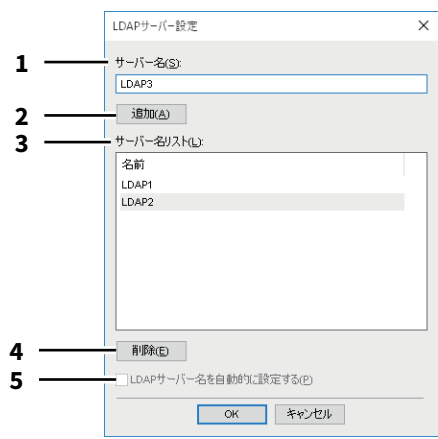 LDAPサーバー設定
1 サーバー名(S):
LDAP3
2 追加(A)
3 サーバー名リスト(L):
名前
LDAP1
LDAP2
4 削除(E)
5 LDAPサーバー名を自動的に設定する(P)
OK キャンセル